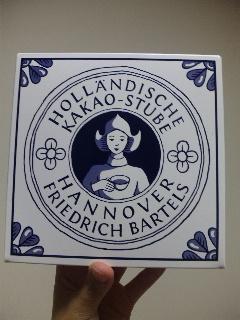 HOLLÄNDISCHE
KAKAO-STUBE
HANNOVER
FRIEDRICH BARTELS